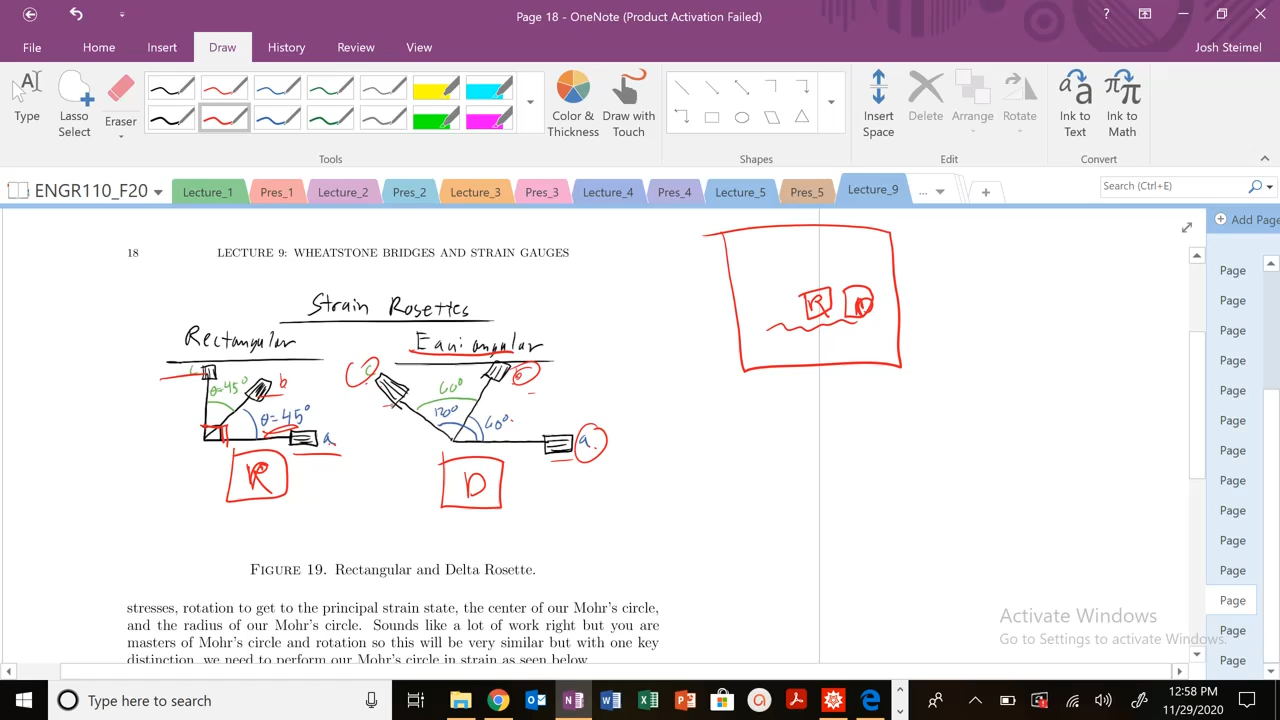 Page 18 - OneNote (Product Activation Failed)
?
File
Home
Insert
Draw
History
Review
View
Josh Steimel
Type
Lasso
Select
Eraser
Color &
Thickness
Draw with
Touch
Insert
Space
Delete
Arrange
Rotate
Ink to
Text
Ink to
Math
Tools
Shapes
Edit
Convert
ENGR110_F20
Lecture_1
Pres_1
Lecture_2
Pres_2
Lecture_3
Pres_3
Lecture_4
Pres_4
Lecture_5
Pres_5
Lecture_9
...
Search (Ctrl+E)
Add Page
18 LECTURE 9: WHEATSTONE BRIDGES AND STRAIN GAUGES
Strain Rosettes
Rectangular
Equiangular
c
θ=45°
b
θ=45°
a
R
c
60°
b
120°
60°
a
D
R D
FIGURE 19. Rectangular and Delta Rosette.
stresses, rotation to get to the principal strain state, the center of our Mohr's circle,
and the radius of our Mohr's circle. Sounds like a lot of work right but you are
masters of Mohr's circle and rotation so this will be very similar but with one key
distinction, we need to perform our Mohr's circle in strain as seen below
Page
Page
Page
Page
Page
Page
Page
Page
Page
Page
Page
Page
Page
Page
Activate Windows
Go to Settings to activate Windows.
Type here to search
12:58 PM
11/29/2020